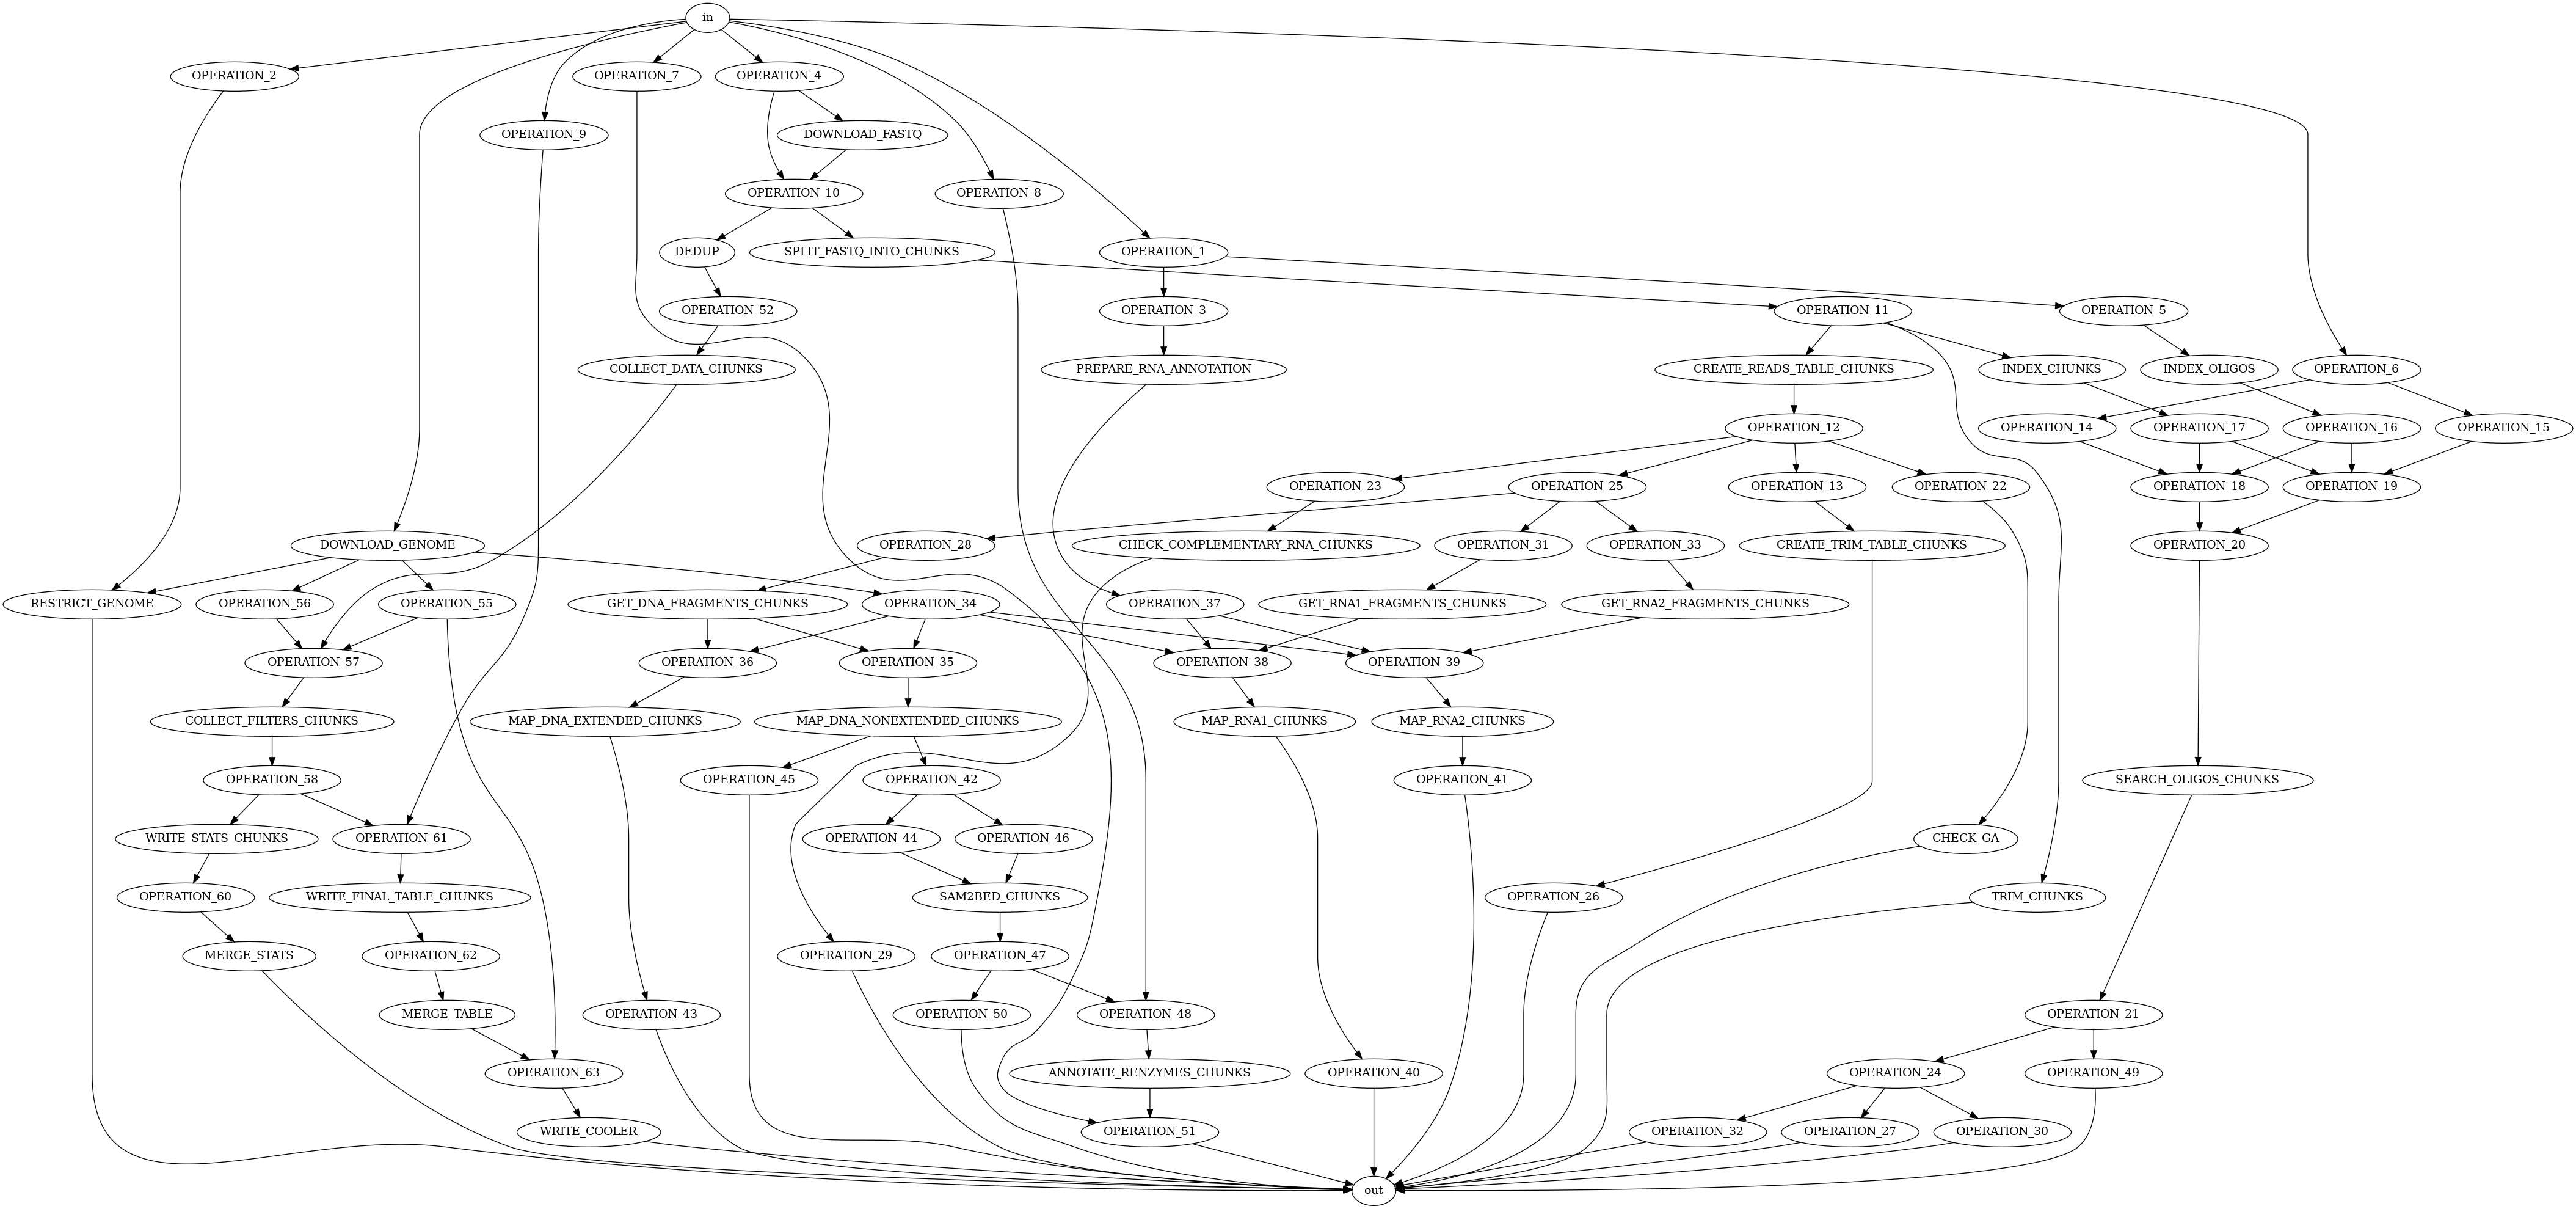 in
OPERATION_2
OPERATION_7
OPERATION_4
OPERATION_9
DOWNLOAD_FASTQ
OPERATION_10
OPERATION_8
DEDUP
SPLIT_FASTQ_INTO_CHUNKS
OPERATION_1
OPERATION_52
OPERATION_3
OPERATION_11
OPERATION_5
COLLECT_DATA_CHUNKS
PREPARE_RNA_ANNOTATION
CREATE_READS_TABLE_CHUNKS
INDEX_CHUNKS
INDEX_OLIGOS
OPERATION_6
OPERATION_12
OPERATION_14
OPERATION_17
OPERATION_16
OPERATION_15
OPERATION_23
OPERATION_25
OPERATION_13
OPERATION_22
OPERATION_18
OPERATION_19
DOWNLOAD_GENOME
OPERATION_28
CHECK_COMPLEMENTARY_RNA_CHUNKS
OPERATION_31
OPERATION_33
CREATE_TRIM_TABLE_CHUNKS
OPERATION_20
RESTRICT_GENOME
OPERATION_56
OPERATION_55
GET_DNA_FRAGMENTS_CHUNKS
OPERATION_34
OPERATION_37
GET_RNA1_FRAGMENTS_CHUNKS
GET_RNA2_FRAGMENTS_CHUNKS
OPERATION_57
OPERATION_36
OPERATION_35
OPERATION_38
OPERATION_39
COLLECT_FILTERS_CHUNKS
MAP_DNA_EXTENDED_CHUNKS
MAP_DNA_NONEXTENDED_CHUNKS
MAP_RNA1_CHUNKS
MAP_RNA2_CHUNKS
OPERATION_58
OPERATION_45
OPERATION_42
OPERATION_41
SEARCH_OLIGOS_CHUNKS
WRITE_STATS_CHUNKS
OPERATION_61
OPERATION_44
OPERATION_46
CHECK_GA
OPERATION_60
WRITE_FINAL_TABLE_CHUNKS
SAM2BED_CHUNKS
OPERATION_26
TRIM_CHUNKS
MERGE_STATS
OPERATION_62
OPERATION_29
OPERATION_47
MERGE_TABLE
OPERATION_43
OPERATION_50
OPERATION_48
OPERATION_21
OPERATION_63
ANNOTATE_RENZYMES_CHUNKS
OPERATION_40
OPERATION_24
OPERATION_49
WRITE_COOLER
OPERATION_51
OPERATION_32
OPERATION_27
OPERATION_30
out